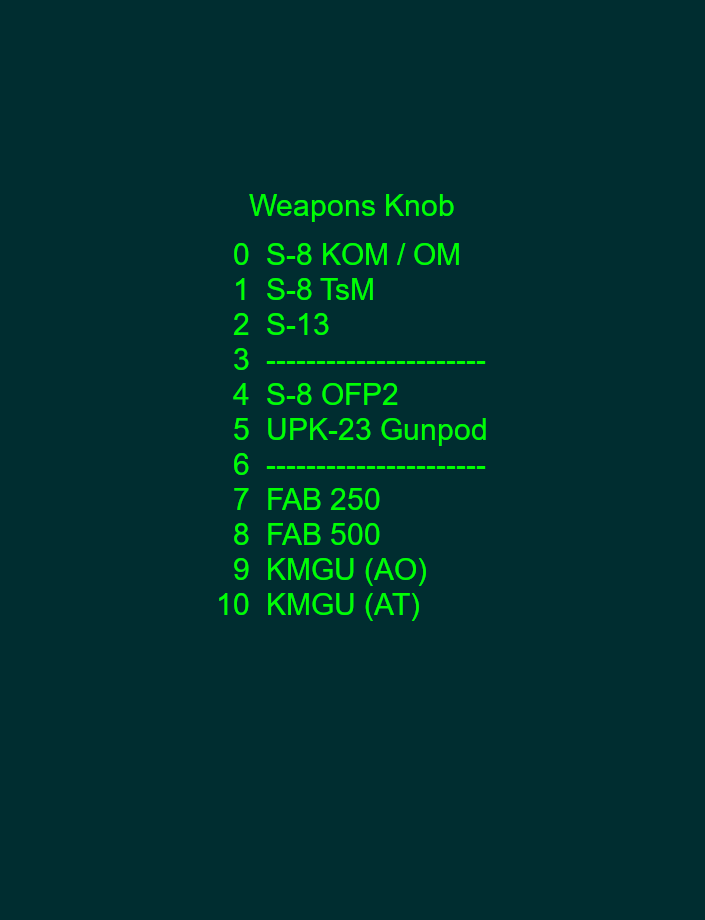 Weapons Knob
0 S-8 KOM / OM
1 S-8 TsM
2 S-13
3 ----------------------
4 S-8 OFP2
5 UPK-23 Gunpod
6 ----------------------
7 FAB 250
8 FAB 500
9 KMGU (AO)
10 KMGU (AT)